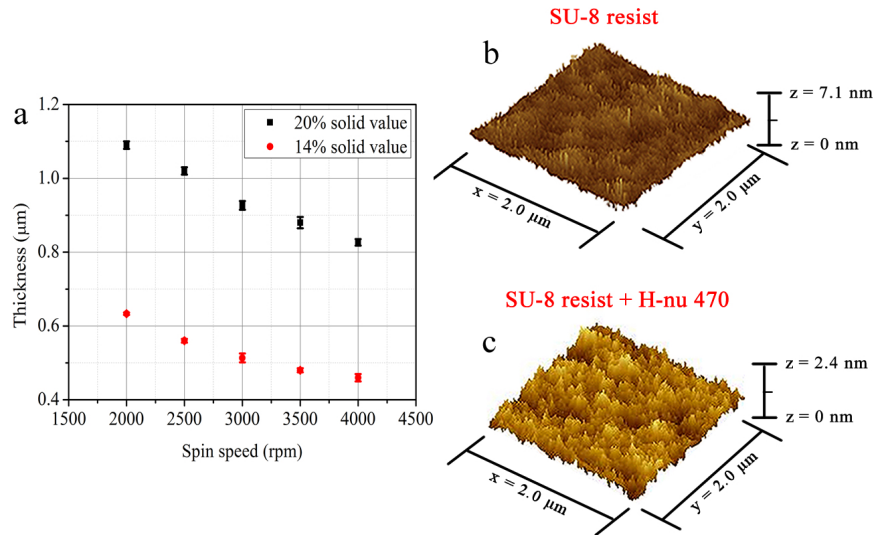 a
1.2
1.0
0.8
0.6
0.4
Thickness (μm)
1500 2000 2500 3000 3500 4000 4500
Spin speed (rpm)
20% solid value
14% solid value
SU-8 resist
b
z = 7.1 nm
z = 0 nm
x = 2.0 μm
y = 2.0 μm
SU-8 resist + H-nu 470
c
z = 2.4 nm
z = 0 nm
x = 2.0 μm
y = 2.0 μm